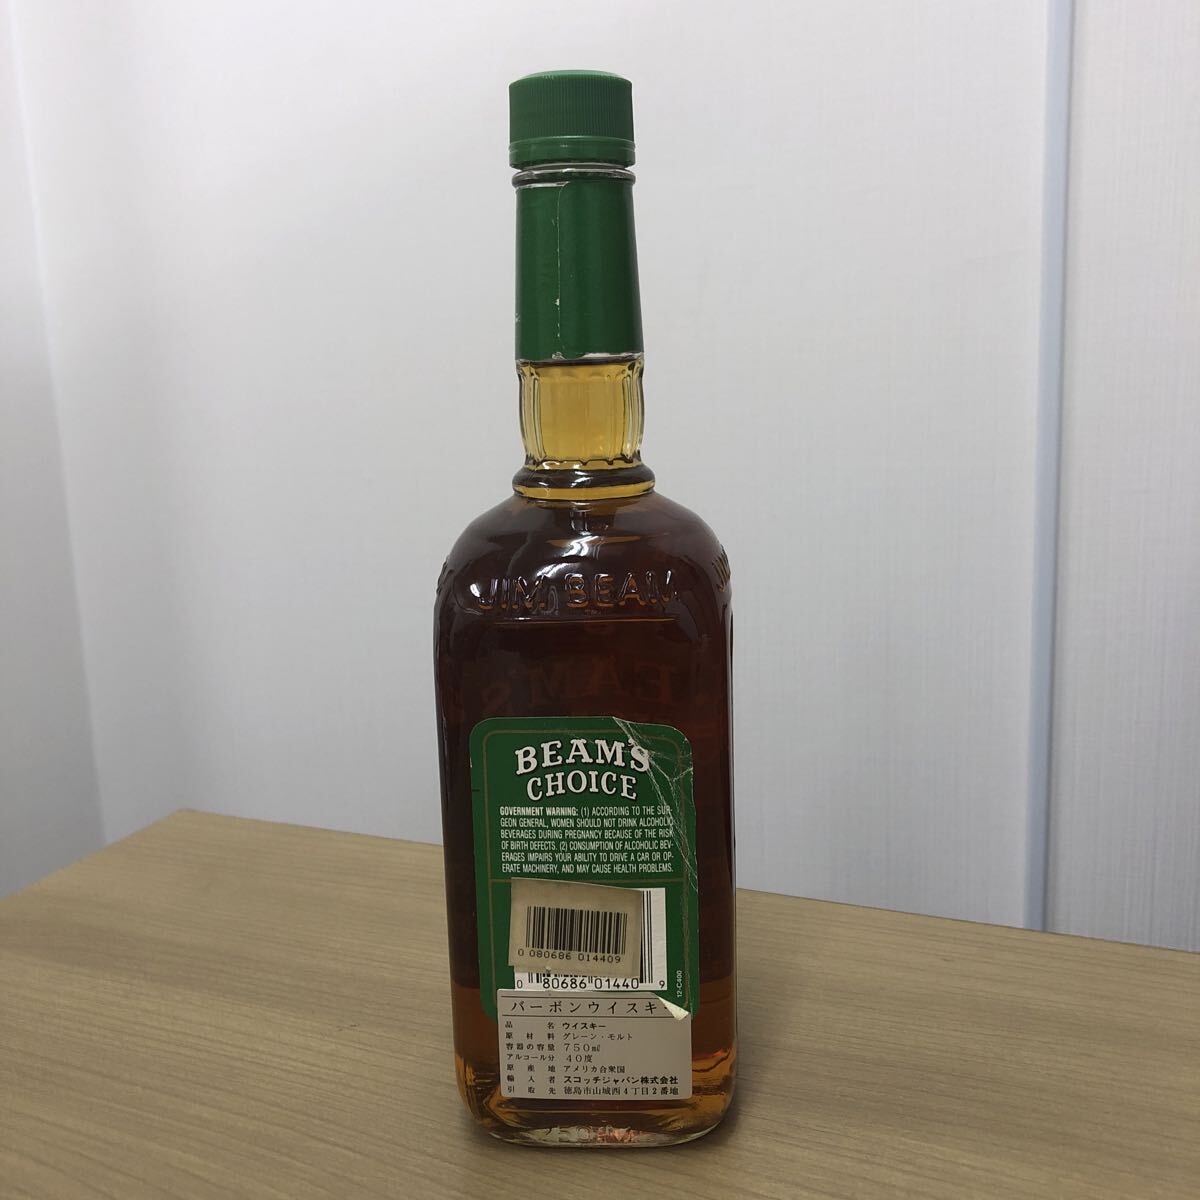 JIM BEAM
BEAM'S
CHOICE
GOVERNMENT WARNING: (1) ACCORDING TO THE SUR-
GEON GENERAL, WOMEN SHOULD NOT DRINK ALCOHOLIC
BEVERAGES DURING PREGNANCY BECAUSE OF THE RISK
OF BIRTH DEFECTS. (2) CONSUMPTION OF ALCOHOLIC BEV-
ERAGES IMPAIRS YOUR ABILITY TO DRIVE A CAR OR OP-
ERATE MACHINERY, AND MAY CAUSE HEALTH PROBLEMS.
0 080686 014409
0 80686 01440 9
12-C400
バーボンウイスキ
品名 ウイスキー
原材料 グレーン・モルト
容器の容量 750㎖
アルコール分 40度
原産地 アメリカ合衆国
輸入者 スコッチジャパン株式会社
引取先 徳島市山城西4丁目2番地